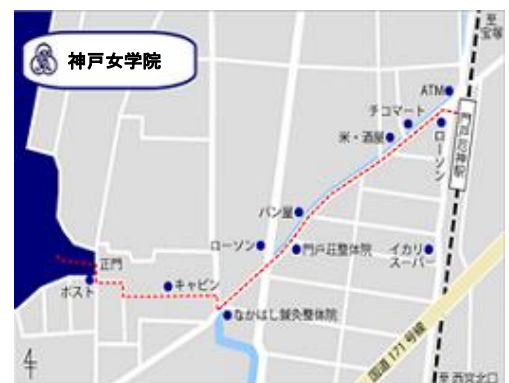 神戸女学院
至
宝塚
ATM
チコマート
米・酒屋
ローソン
門戸厄神駅
パン屋
ローソン
門戸荘整体院
イカリ
スーパー
正門
ポスト
キャビン
なかはし鍼灸整体院
国道171号線
至西宮北口
4